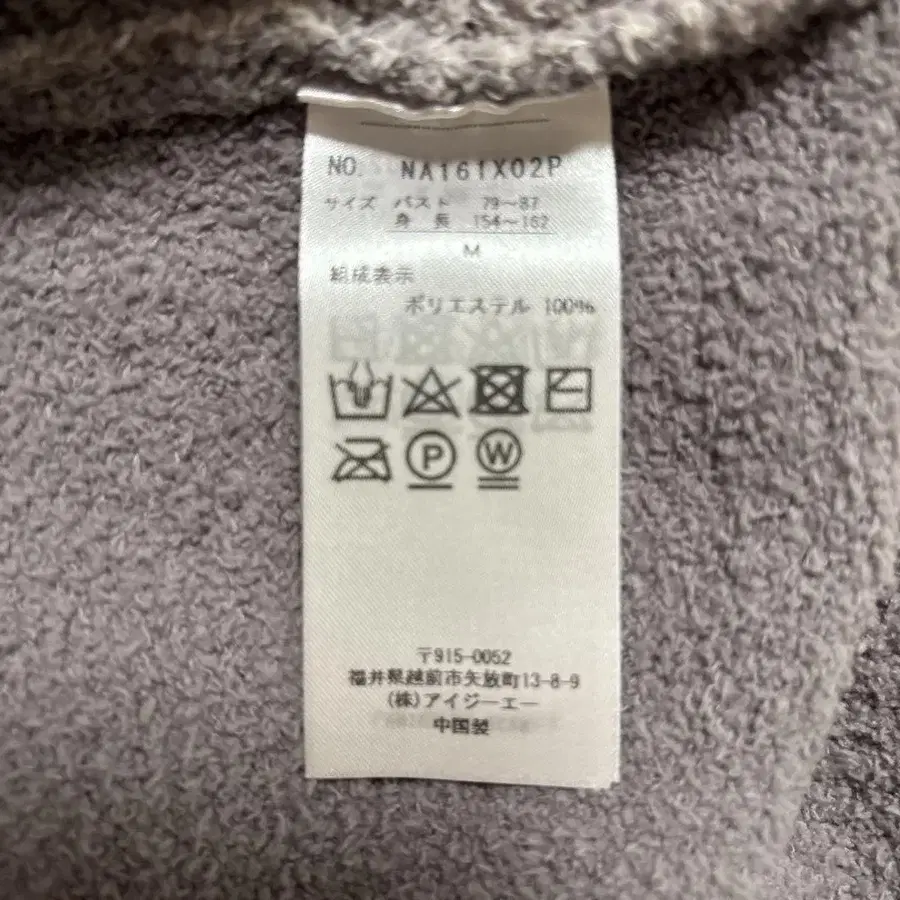 NO. NA161X02P
サイズ バスト 79～87
身 長 154～162
M
組成表示
ポリエステル 100%
P W
〒915-0052
福井県越前市矢放町13-8-9
(株)アイジーエー
中国製